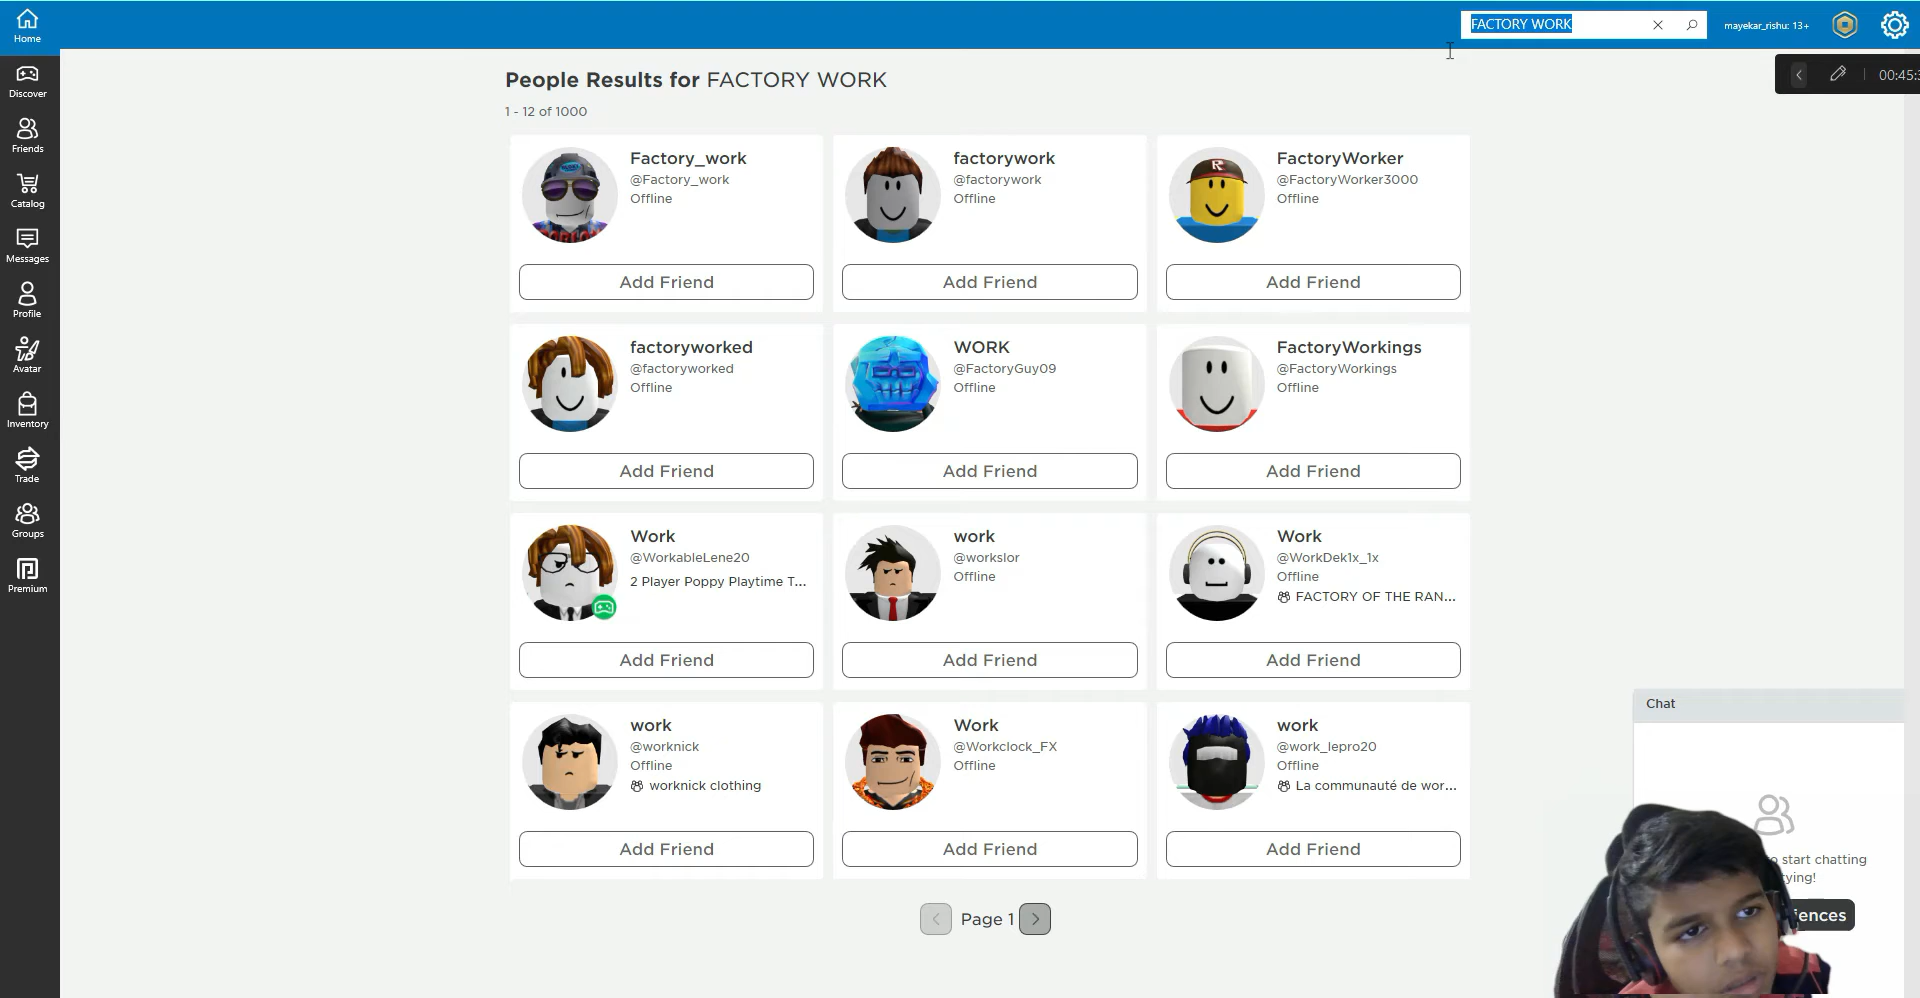 Home
FACTORY WORK
mayekar_rishu: 13+
Discover
Friends
Catalog
Messages
Profile
Avatar
Inventory
Trade
Groups
Premium
00:45:3
People Results for FACTORY WORK
1 - 12 of 1000
Factory_work
@Factory_work
Offline
Add Friend
factorywork
@factorywork
Offline
Add Friend
FactoryWorker
@FactoryWorker3000
Offline
Add Friend
factoryworked
@factoryworked
Offline
Add Friend
WORK
@FactoryGuy09
Offline
Add Friend
FactoryWorkings
@FactoryWorkings
Offline
Add Friend
Work
@WorkableLene20
2 Player Poppy Playtime T...
Add Friend
work
@workslor
Offline
Add Friend
Work
@WorkDek1x_1x
Offline
FACTORY OF THE RAN...
Add Friend
work
@worknick
Offline
worknick clothing
Add Friend
Work
@Workclock_FX
Offline
Add Friend
work
@work_lepro20
Offline
La communauté de wor...
Add Friend
Page 1
Chat
o start chatting
ying!
iences